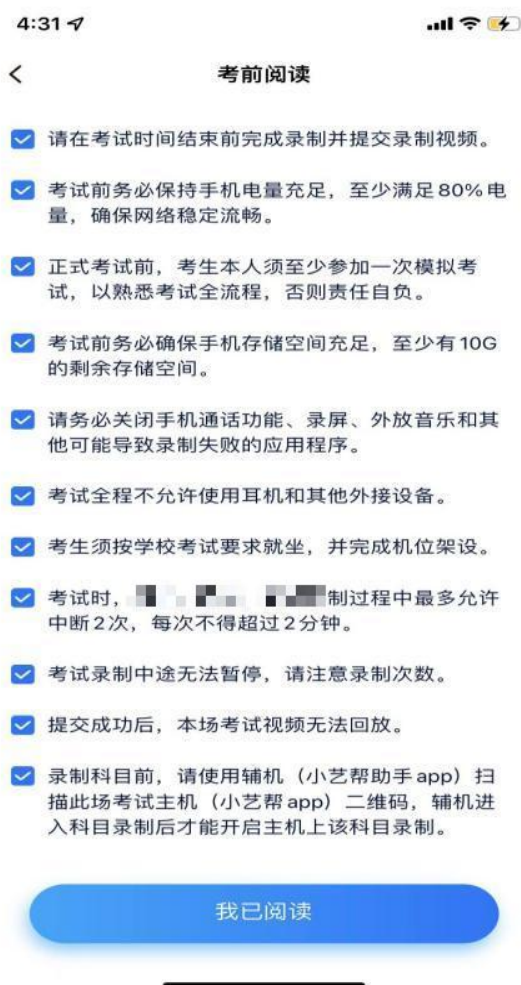 4:31
考前阅读
请在考试时间结束前完成录制并提交录制视频。
考试前务必保持手机电量充足，至少满足80%电
量，确保网络稳定流畅。
正式考试前，考生本人须至少参加一次模拟考
试，以熟悉考试全流程，否则责任自负。
考试前务必确保手机存储空间充足，至少有10G
的剩余存储空间。
请务必关闭手机通话功能、录屏、外放音乐和其
他可能导致录制失败的应用程序。
考试全程不允许使用耳机和其他外接设备。
考生须按学校考试要求就坐，并完成机位架设。
考试时，制过程中最多允许
中断2次，每次不得超过2分钟。
考试录制中途无法暂停，请注意录制次数。
提交成功后，本场考试视频无法回放。
录制科目前，请使用辅机（小艺帮助手app）扫
描此场考试主机（小艺帮app）二维码，辅机进
入科目录制后才能开启主机上该科目录制。
我已阅读